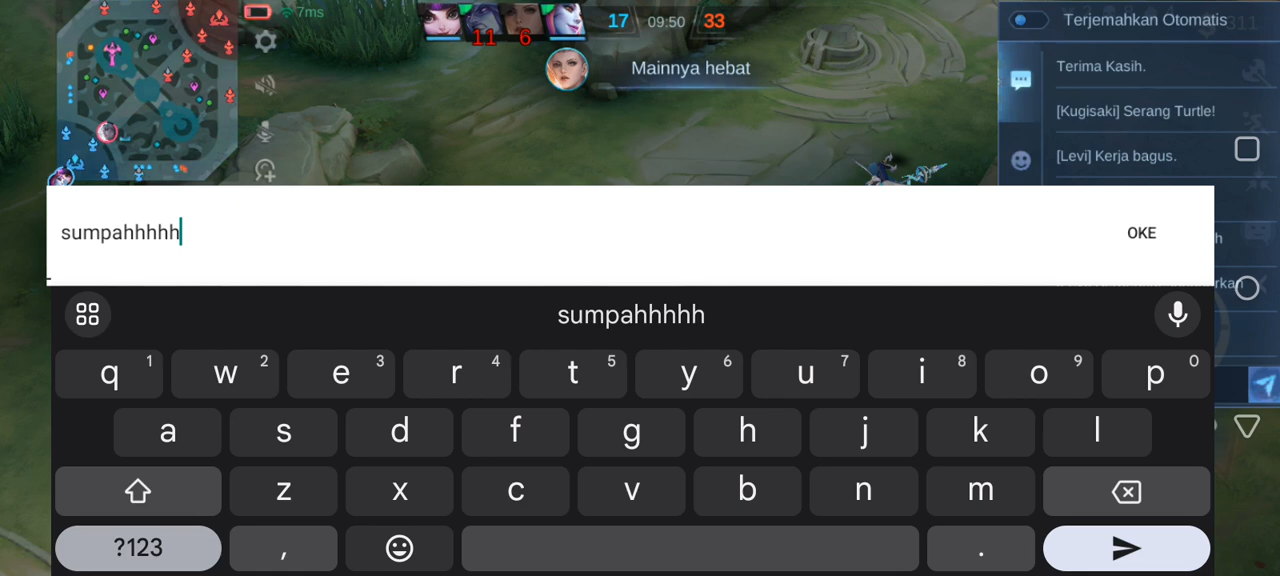 7ms
17 09:50 33
11 6
Mainnya hebat
Terjemahkan Otomatis
Terima Kasih.
[Kugisaki] Serang Turtle!
[Levi] Kerja bagus.
sumpahhhhh
OKE
sumpahhhhh
q 1 w 2 e 3 r 4 t 5 y 6 u 7 i 8 o 9 p 0
a s d f g h j k l
z x c v b n m
?123 , .